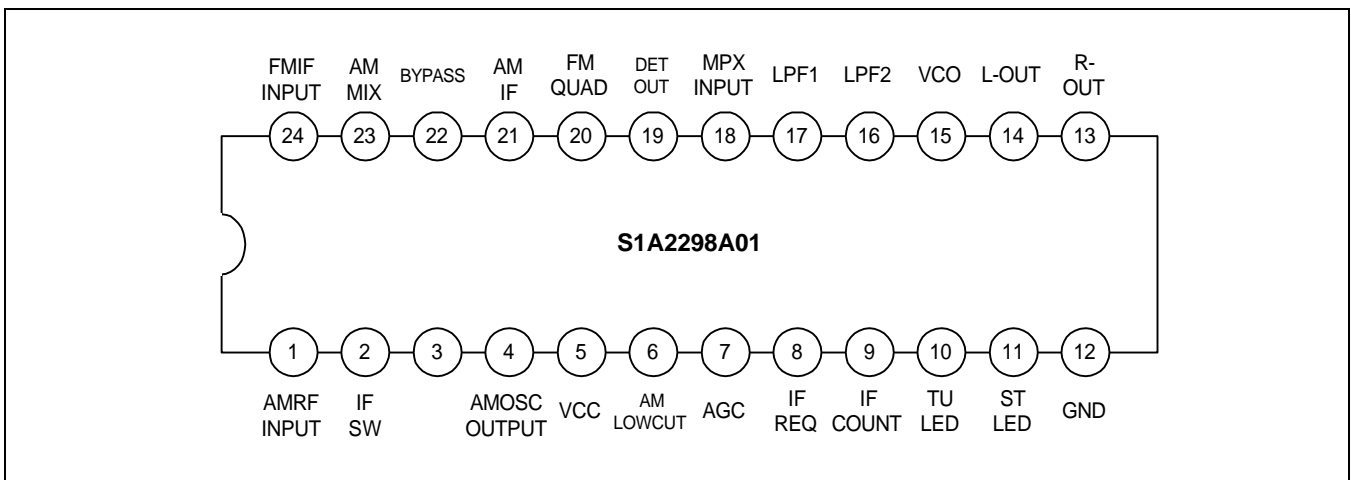 FMIF INPUT
AM MIX
BYPASS
AM IF
FM QUAD
DET OUT
MPX INPUT
LPF1
LPF2
VCO
L-OUT
R-OUT
24 23 22 21 20 19 18 17 16 15 14 13
S1A2298A01
1 2 3 4 5 6 7 8 9 10 11 12
AMRF INPUT
IF SW
AMOSC OUTPUT
VCC
AM LOWCUT
AGC
IF REQ
IF COUNT
TU LED
ST LED
GND